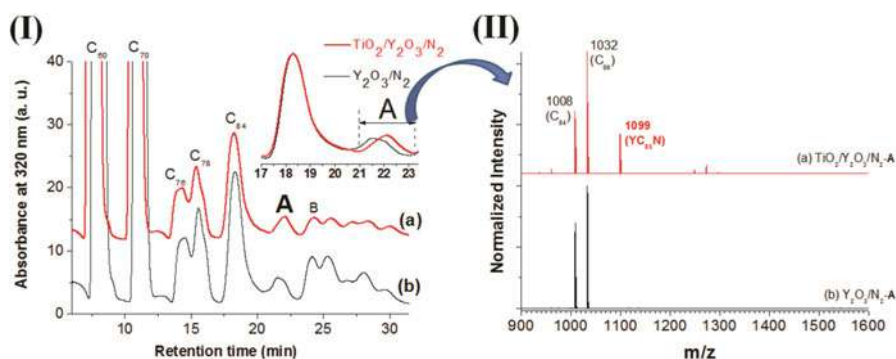 (I)
C₆₀
C₇₀
C₇₆
C₇₈
C₈₄
A
B
(a)
(b)
Absorbance at 320 nm (a. u.)
40
30
20
10
0
10 15 20 25 30
Retention time (min)
TiO₂/Y₂O₃/N₂
Y₂O₃/N₂
A
17 18 19 20 21 22 23
(II)
1032
(C₈₆)
1008
(C₈₄)
1099
(a) TiO₂/Y₂O₃/N₂-A
(b) Y₂O₃/N₂-A
Normalized Intensity
900 1000 1100 1200 1300 1400 1500 1600
m/z